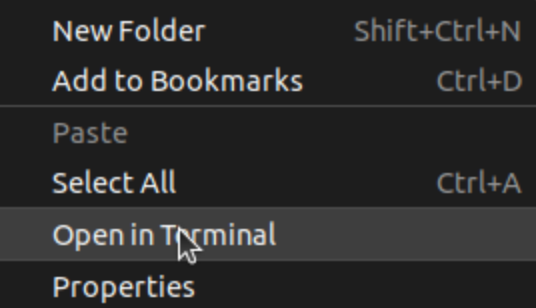 New Folder Shift+Ctrl+N
Add to Bookmarks Ctrl+D
Paste
Select All Ctrl+A
Open in Terminal
Properties